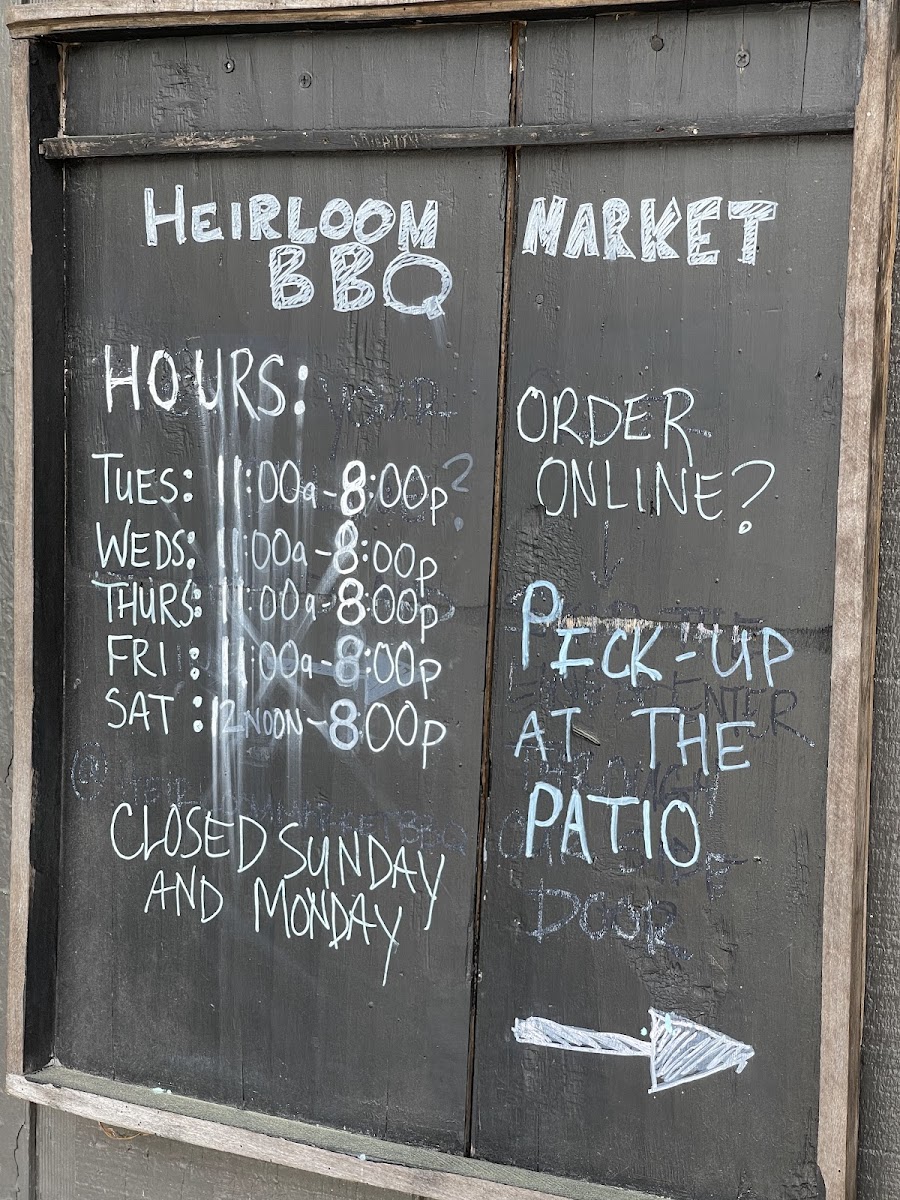 HEIRLOOM MARKET
BBQ
HOURS:
TUES: 11:00a-8:00p
WEDS: 11:00a-8:00p
THURS: 11:00a-8:00p
FRI: 11:00a-8:00p
SAT: 12NOON-8:00p
CLOSED SUNDAY
AND MONDAY
ORDER
ONLINE?
PICK-UP
AT THE
PATIO
DOOR